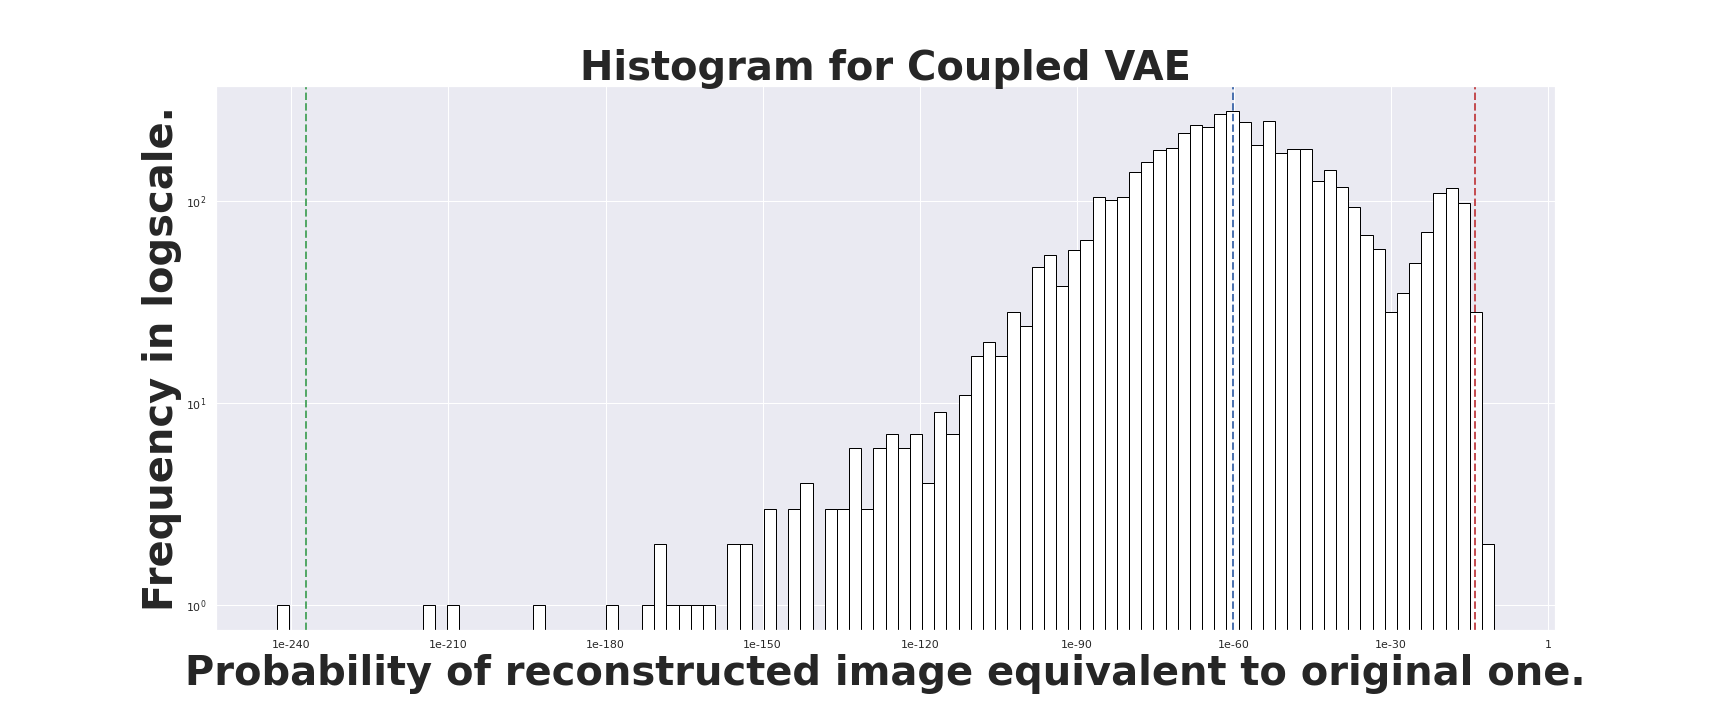 Histogram for Coupled VAE
Frequency in logscale.
10²
10¹
10⁰
1e-240 1e-210 1e-180 1e-150 1e-120 1e-90 1e-60 1e-30 1
Probability of reconstructed image equivalent to original one.